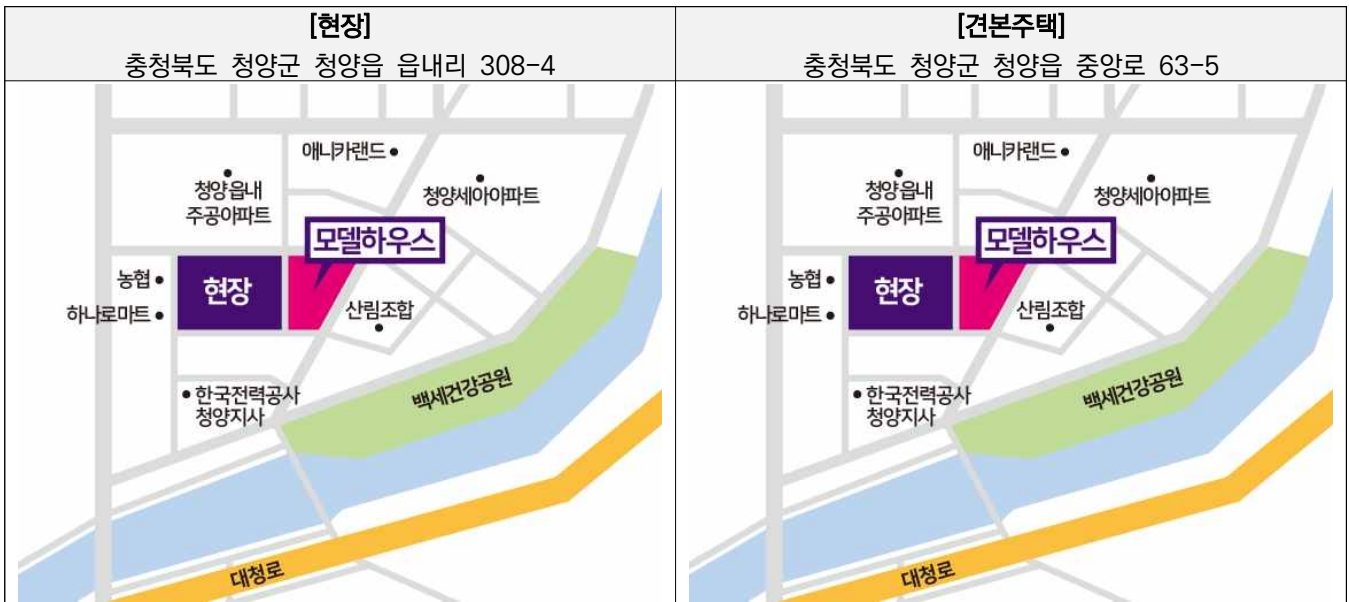 [현장]
충청북도 청양군 청양읍 읍내리 308-4
[견본주택]
충청북도 청양군 청양읍 중앙로 63-5
애니카랜드
청양읍내
주공아파트
청양세아아파트
모델하우스
농협
현장
하나로마트
산림조합
한국전력공사
청양지사
백세건강공원
대청로
애니카랜드
청양읍내
주공아파트
청양세아아파트
모델하우스
농협
현장
하나로마트
산림조합
한국전력공사
청양지사
백세건강공원
대청로